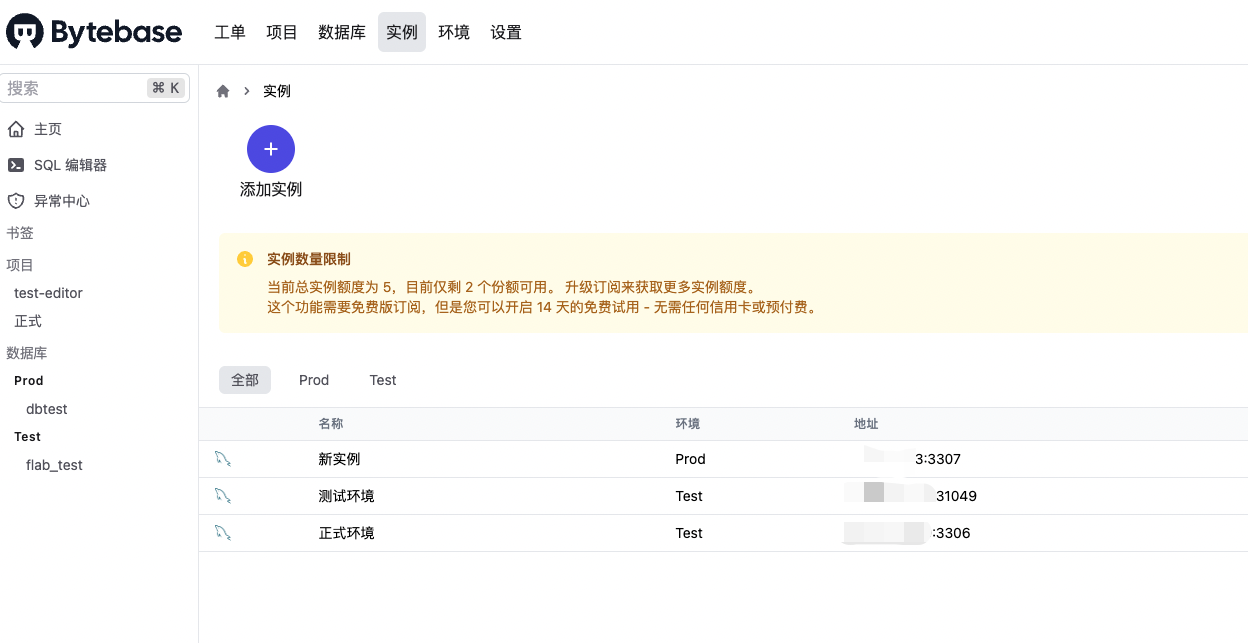 Bytebase 工单 项目 数据库 实例 环境 设置
搜索 ⌘ K
主页
SQL 编辑器
异常中心
书签
项目
test-editor
正式
数据库
Prod
dbtest
Test
flab_test
实例
添加实例
实例数量限制
当前总实例额度为 5，目前仅剩 2 个份额可用。 升级订阅来获取更多实例额度。
这个功能需要免费版订阅，但是您可以开启 14 天的免费试用 - 无需任何信用卡或预付费。
全部 Prod Test
名称 环境 地址
新实例 Prod 3:3307
测试环境 Test 31049
正式环境 Test :3306